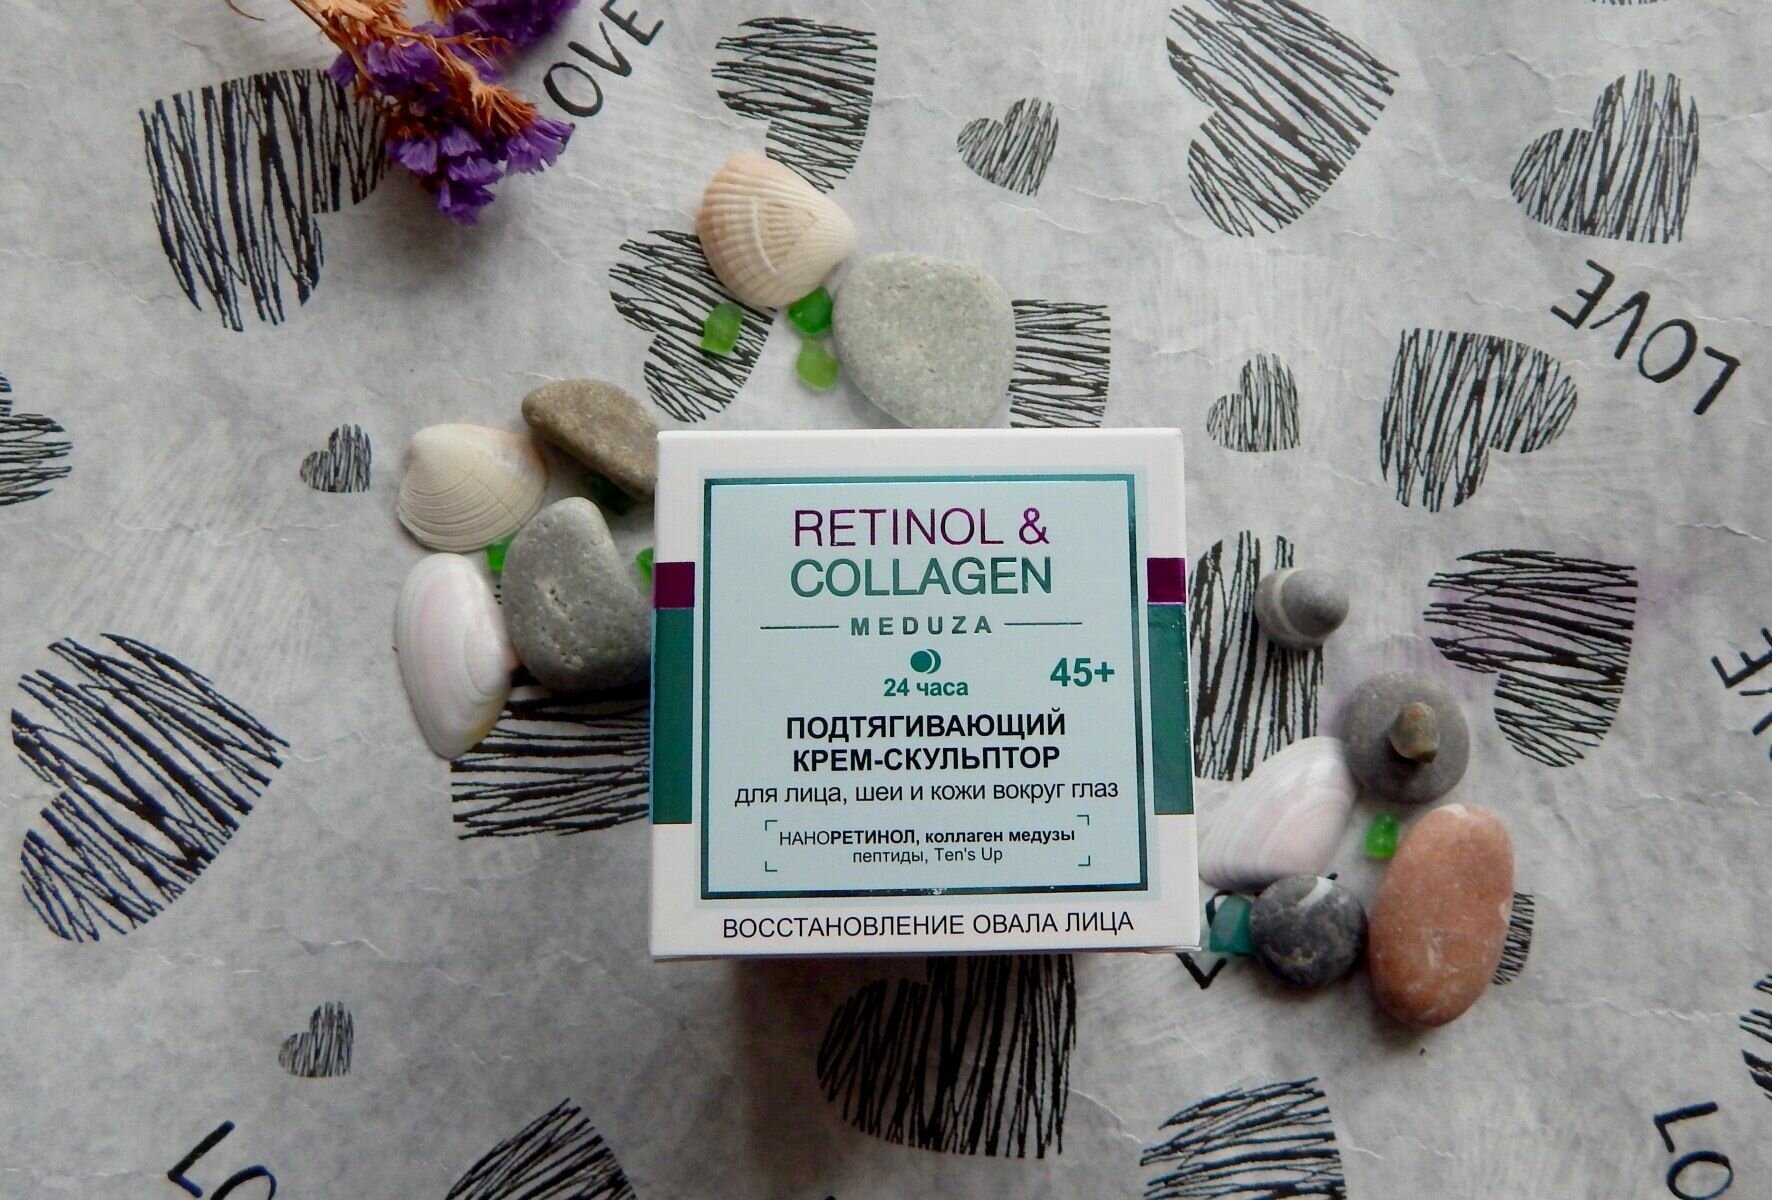 LOVE
LOVE
RETINOL &
COLLAGEN
MEDUZA
24 часа
45+
ПОДТЯГИВАЮЩИЙ
КРЕМ-СКУЛЬПТОР
для лица, шеи и кожи вокруг глаз
НАНОРЕТИНОЛ, коллаген медузы
пептиды, Ten's Up
ВОССТАНОВЛЕНИЕ ОВАЛА ЛИЦА